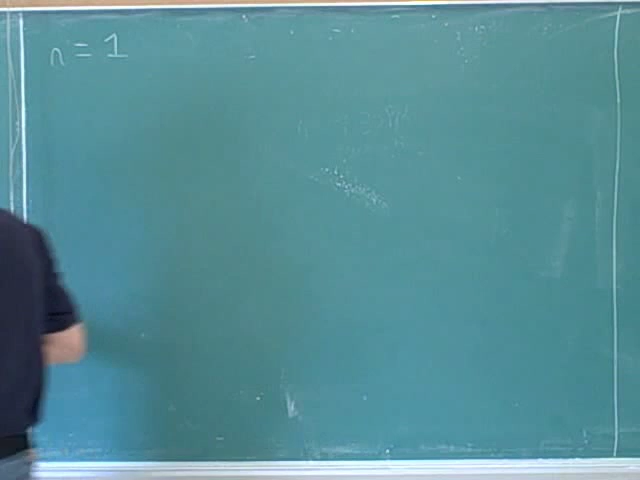 n = 1